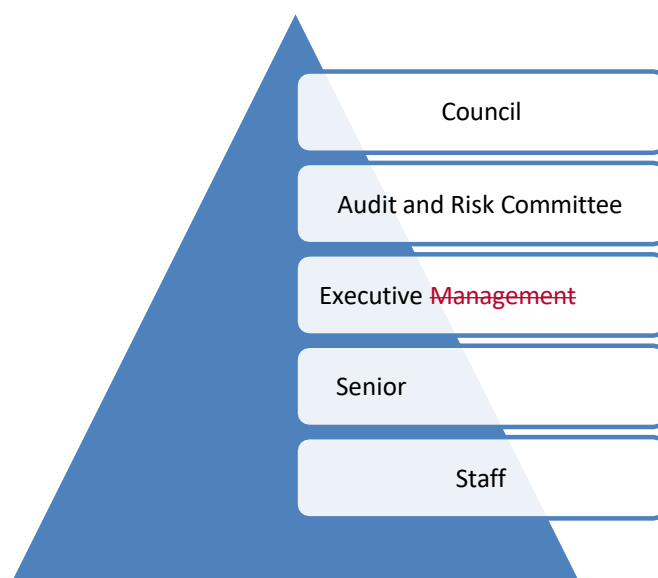 Council
Audit and Risk Committee
Executive Management
Senior
Staff